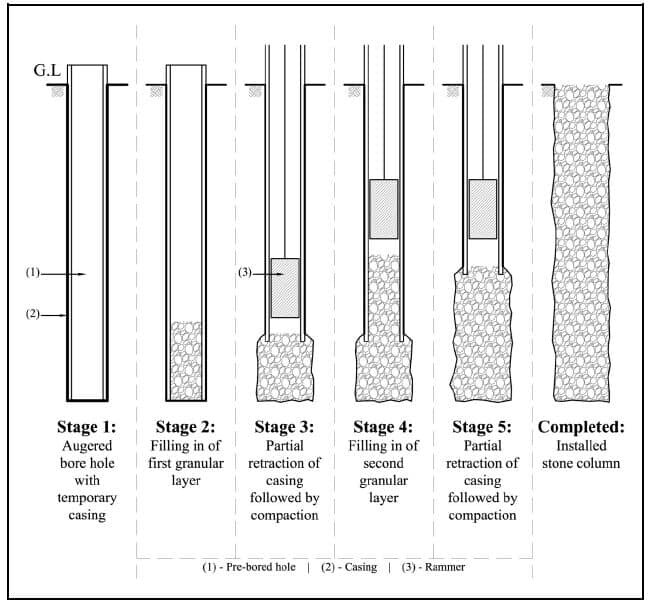 G.L
(1)
(2)
(3)
Stage 1:
Augered
bore hole
with
temporary
casing
Stage 2:
Filling in of
first granular
layer
Stage 3:
Partial
retraction of
casing
followed by
compaction
Stage 4:
Filling in of
second
granular
layer
Stage 5:
Partial
retraction of
casing
followed by
compaction
Completed:
Installed
stone column
(1) - Pre-bored hole | (2) - Casing | (3) - Rammer